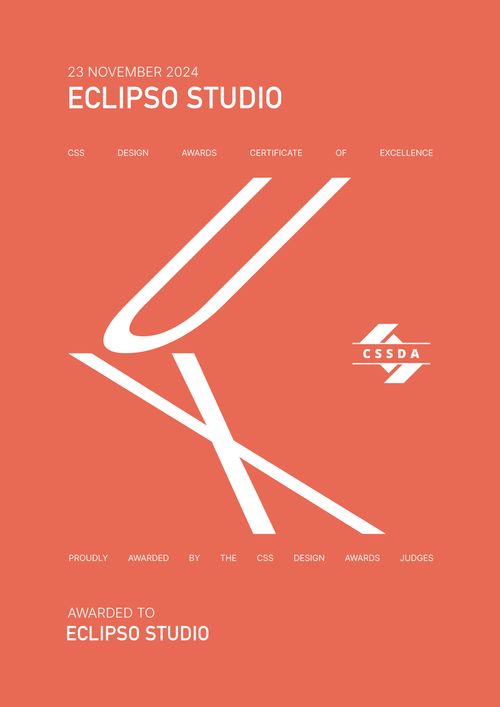 23 NOVEMBER 2024
ECLIPSO STUDIO
CSS DESIGN AWARDS CERTIFICATE OF EXCELLENCE
U
X
CSSDA
PROUDLY AWARDED BY THE CSS DESIGN AWARDS JUDGES
AWARDED TO
ECLIPSO STUDIO